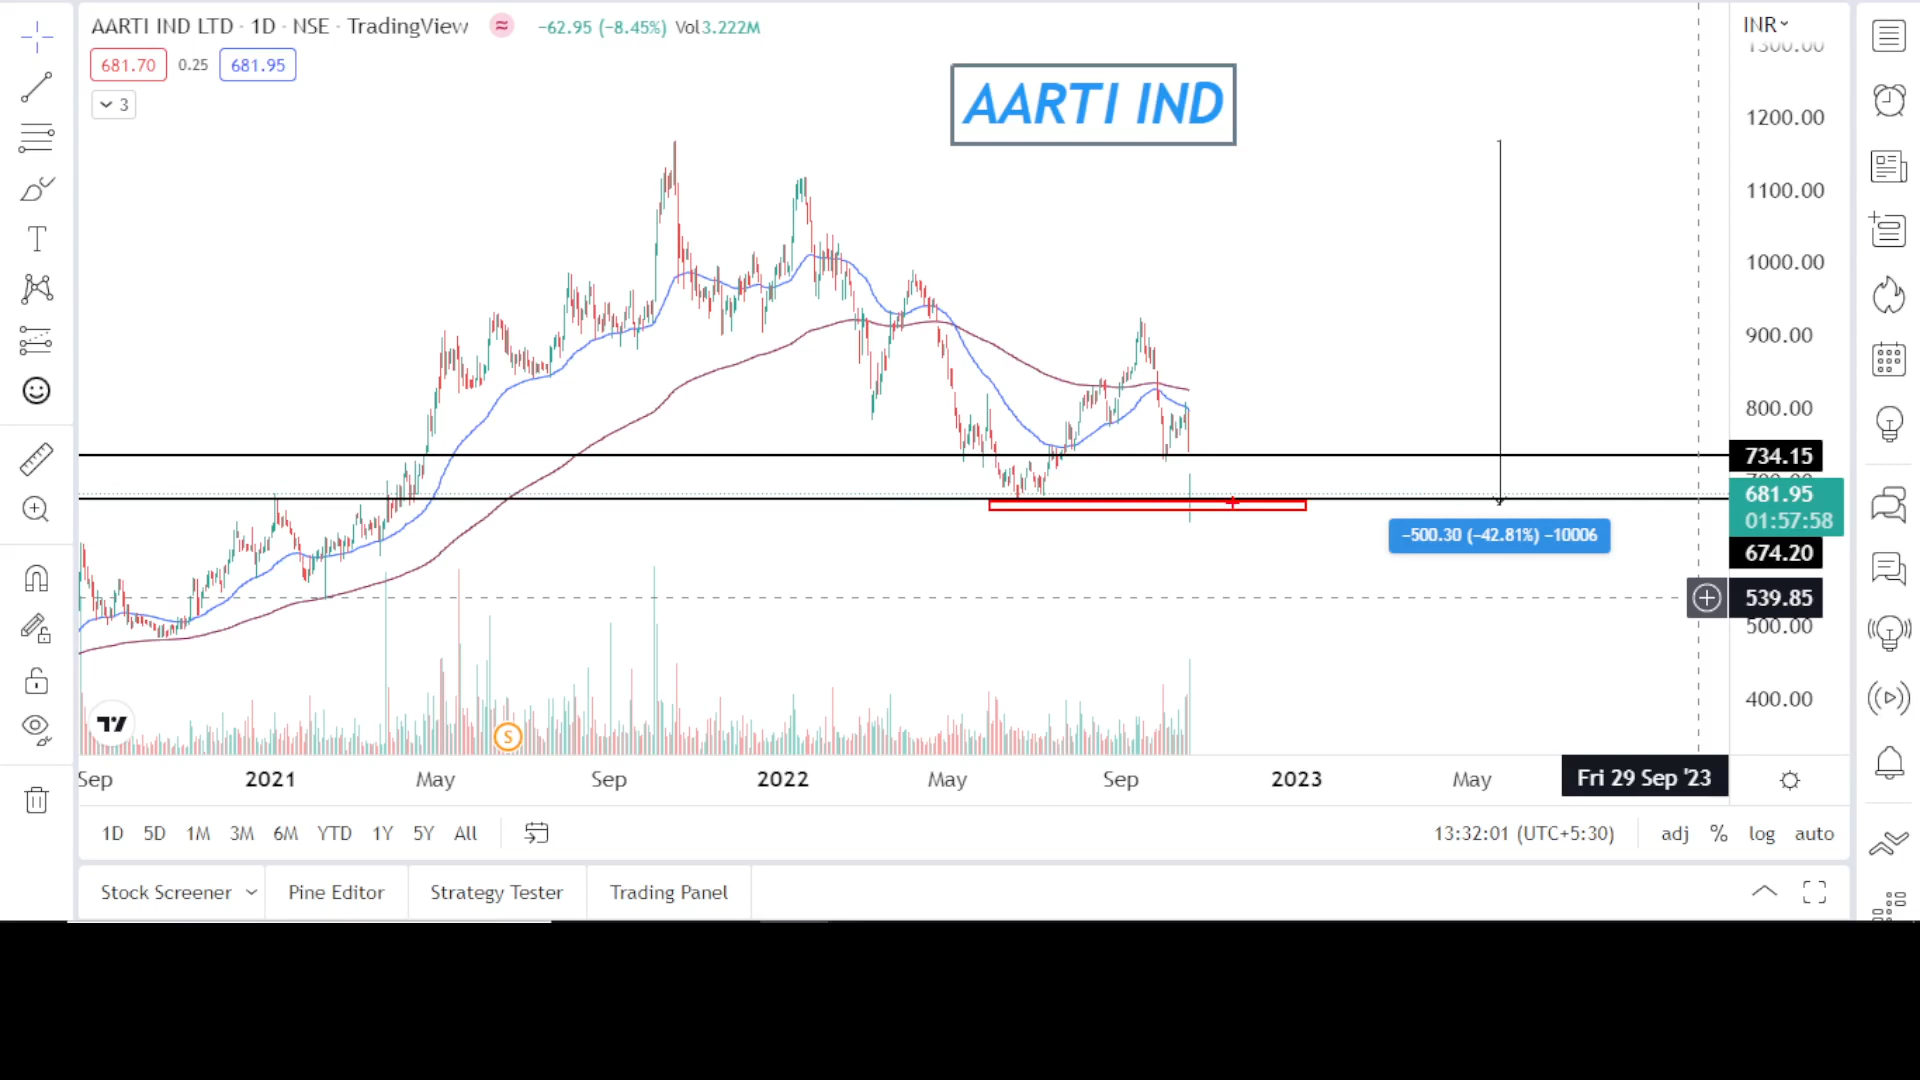 AARTI IND LTD · 1D · NSE · TradingView ≈ −62.95 (−8.45%) Vol3.222M
INR
1300.00
681.70 0.25 681.95
3
AARTI IND
1200.00
1100.00
1000.00
900.00
800.00
734.15
681.95
01:57:58
−500.30 (−42.81%) −10006
674.20
539.85
500.00
400.00
S
Sep 2021 May Sep 2022 May Sep 2023 May Fri 29 Sep '23
1D 5D 1M 3M 6M YTD 1Y 5Y All 13:32:01 (UTC+5:30) adj % log auto
Stock Screener Pine Editor Strategy Tester Trading Panel